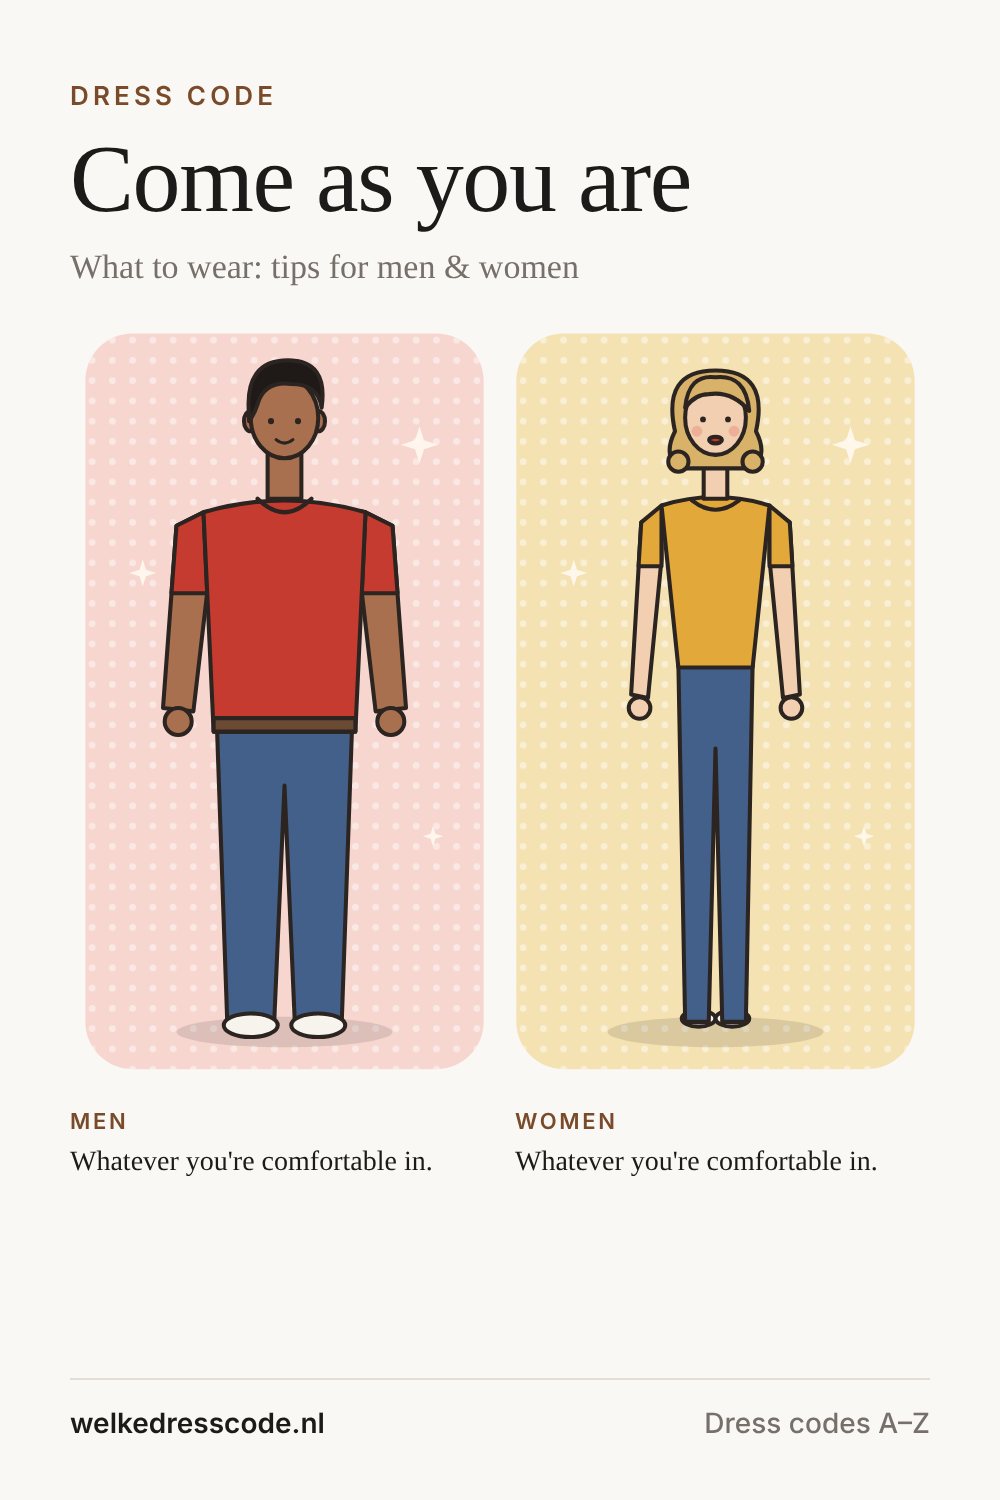 DRESS CODE
Come as you are
What to wear: tips for men & women
MEN
Whatever you're comfortable in.
WOMEN
Whatever you're comfortable in.
welkedresscode.nl
Dress codes A–Z